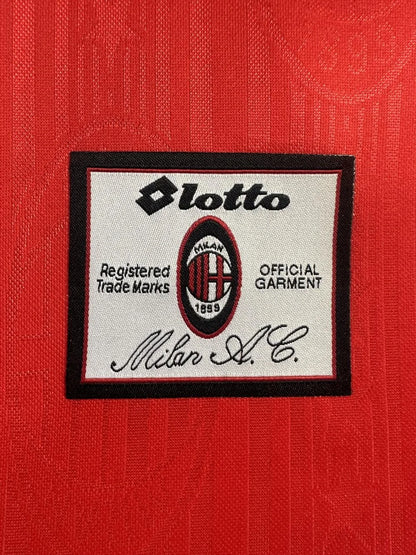 lotto
MILAN
Registered
Trade Marks
OFFICIAL
GARMENT
1899
Milan A.C.